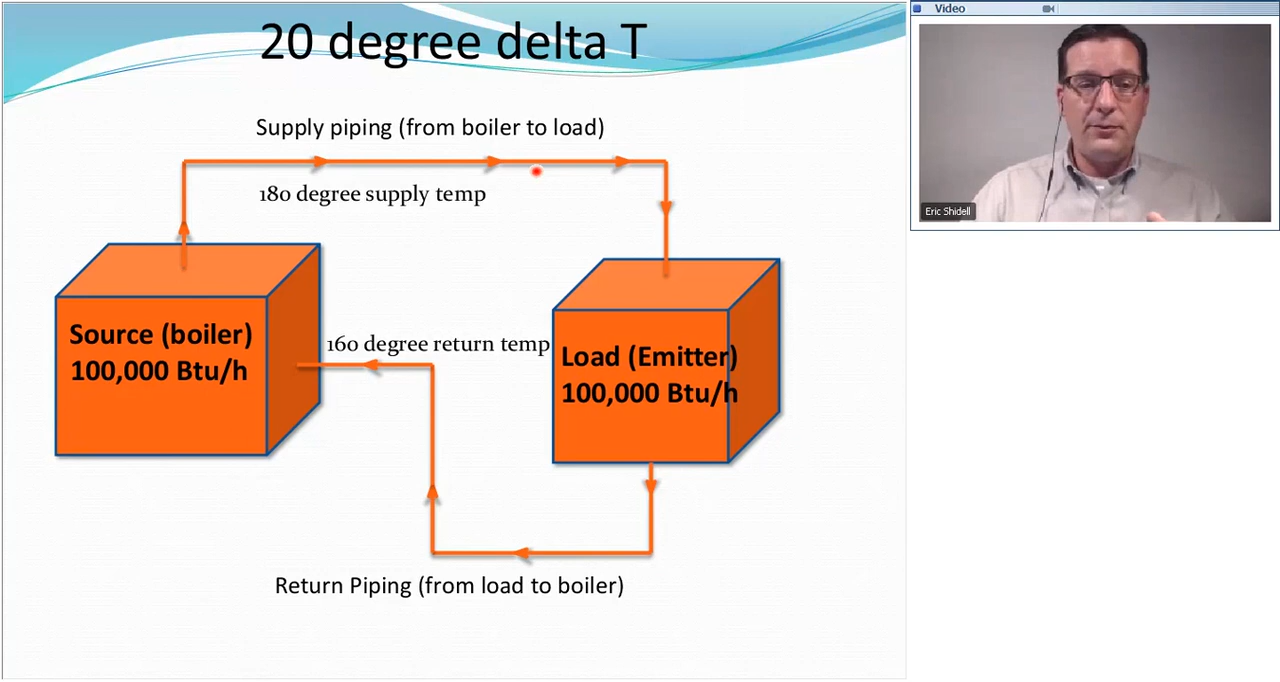 20 degree delta T
Supply piping (from boiler to load)
180 degree supply temp
Source (boiler)
100,000 Btu/h
160 degree return temp
Load (Emitter)
100,000 Btu/h
Return Piping (from load to boiler)
Video
Eric Shidell